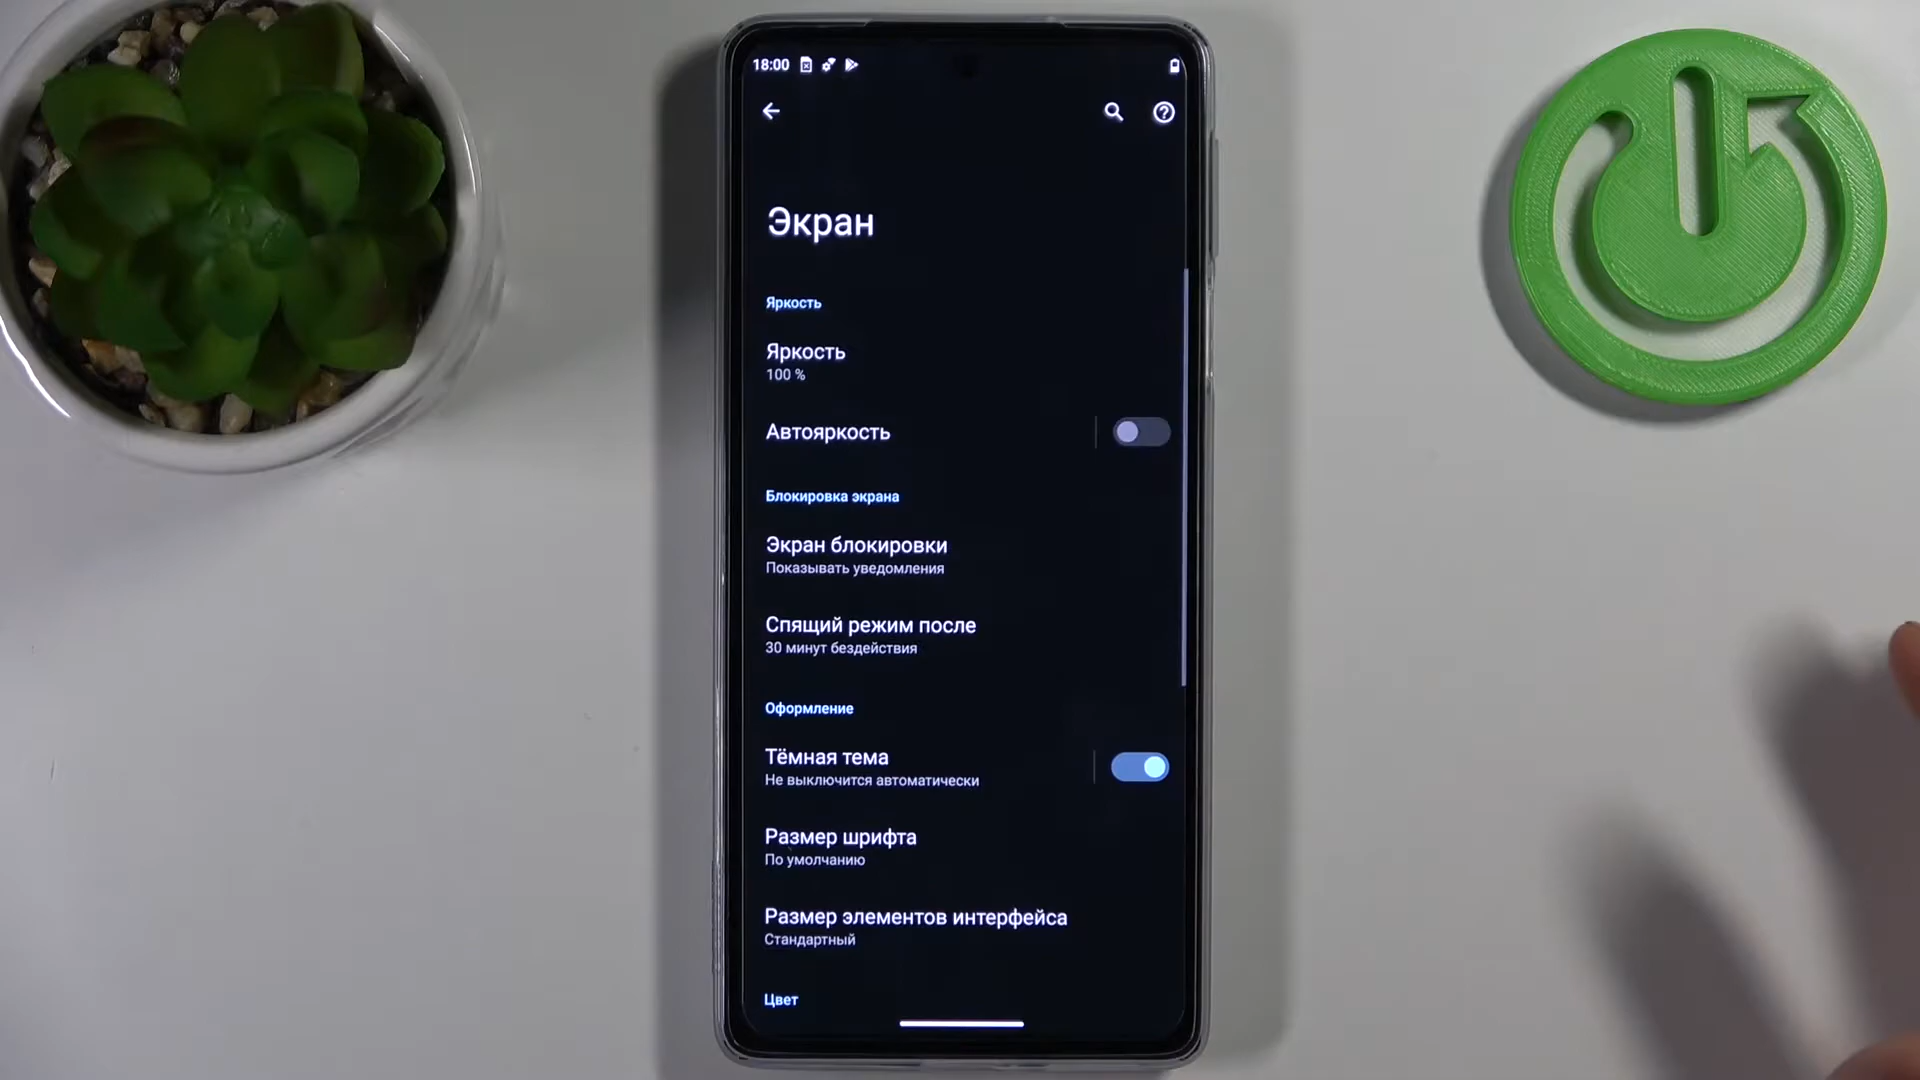 18:00
Экран
Яркость
Яркость
100 %
Автояркость
Блокировка экрана
Экран блокировки
Показывать уведомления
Спящий режим после
30 минут бездействия
Оформление
Тёмная тема
Не выключится автоматически
Размер шрифта
По умолчанию
Размер элементов интерфейса
Стандартный
Цвет